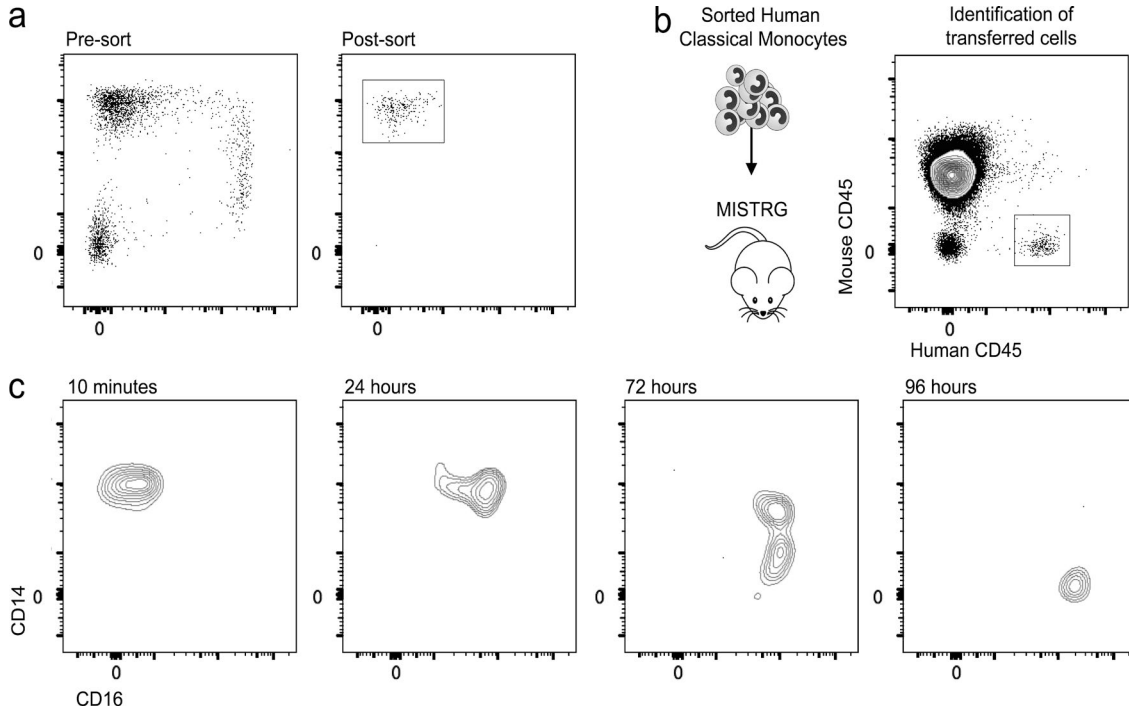 a
Pre-sort
Post-sort
0
0
0
0
b
Sorted Human
Classical Monocytes
MISTRG
Identification of
transferred cells
Mouse CD45
0
0
Human CD45
c
10 minutes
24 hours
72 hours
96 hours
CD14
0
0
0
0
0
0
0
0
CD16